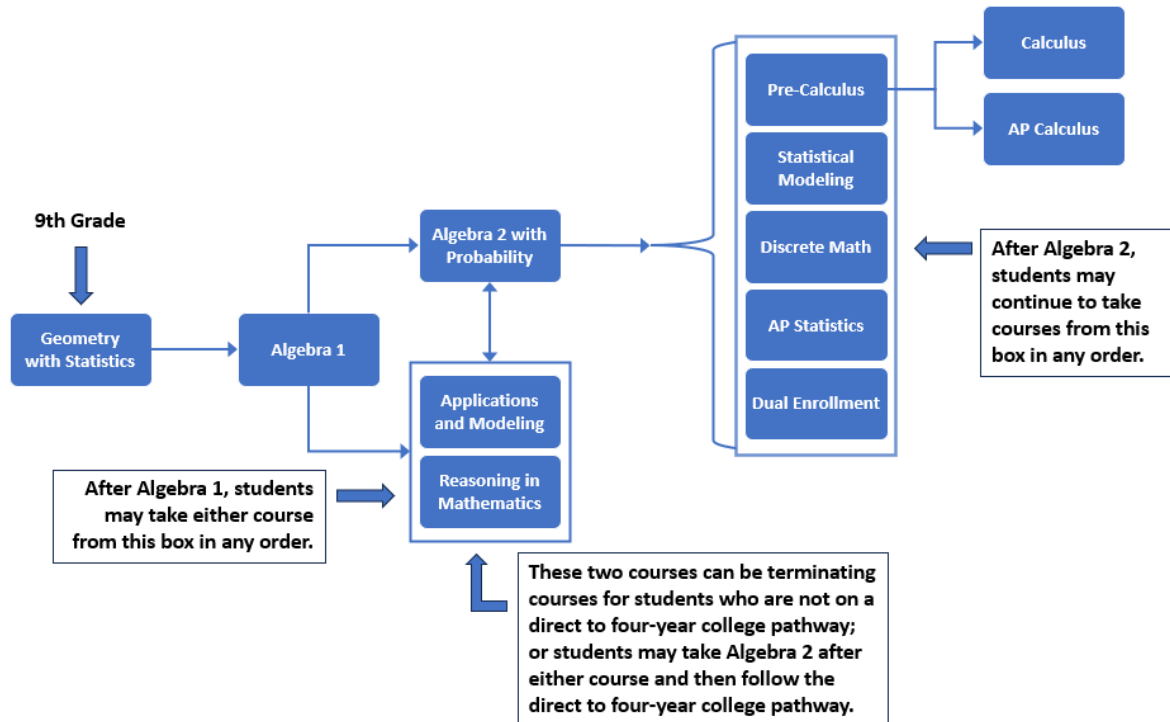 9th Grade
Geometry
with Statistics
Algebra 1
Algebra 2 with
Probability
Applications
and Modeling
Reasoning in
Mathematics
Pre-Calculus
Statistical
Modeling
Discrete Math
AP Statistics
Dual Enrollment
Calculus
AP Calculus
After Algebra 2,
students may
continue to take
courses from this
box in any order.
After Algebra 1, students
may take either course
from this box in any order.
These two courses can be terminating
courses for students who are not on a
direct to four-year college pathway;
or students may take Algebra 2 after
either course and then follow the
direct to four-year college pathway.